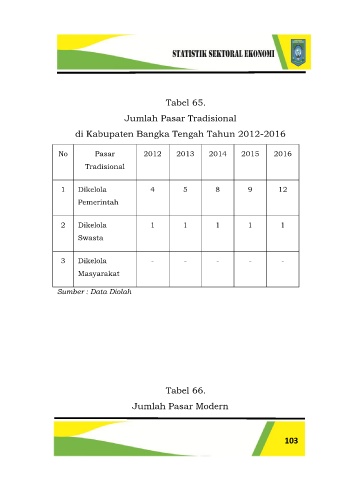 STATISTIK SEKTORAL EKONOMI
Tabel 65.
Jumlah Pasar Tradisional
di Kabupaten Bangka Tengah Tahun 2012-2016
No Pasar Tradisional 2012 2013 2014 2015 2016
1 Dikelola Pemerintah 4 5 8 9 12
2 Dikelola Swasta 1 1 1 1 1
3 Dikelola Masyarakat - - - - -
Sumber : Data Diolah
Tabel 66.
Jumlah Pasar Modern
103